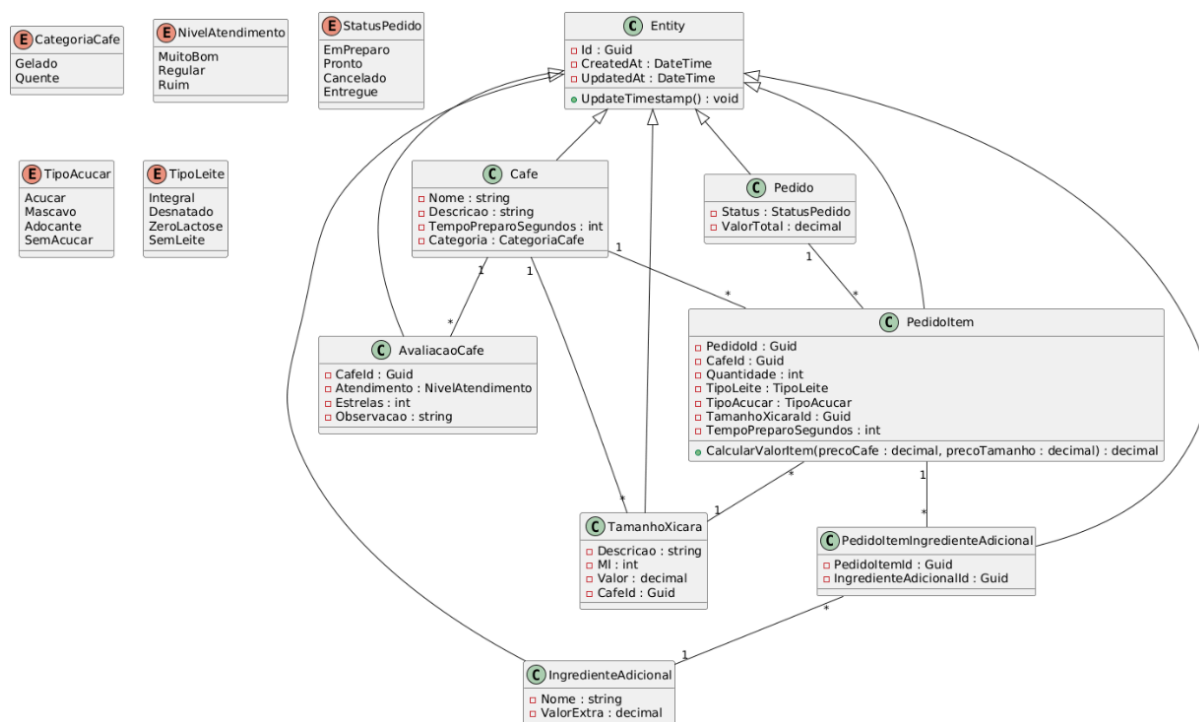 E CategoriaCafe
Gelado
Quente
E NivelAtendimento
MuitoBom
Regular
Ruim
E StatusPedido
EmPreparo
Pronto
Cancelado
Entregue
C Entity
Id : Guid
CreatedAt : DateTime
UpdatedAt : DateTime
UpdateTimestamp() : void
E TipoAcucar
Acucar
Mascavo
Adocante
SemAcucar
E TipoLeite
Integral
Desnatado
ZeroLactose
SemLeite
C Cafe
Nome : string
Descricao : string
TempoPreparoSegundos : int
Categoria : CategoriaCafe
C Pedido
Status : StatusPedido
ValorTotal : decimal
1
1
1
1
*
*
*
C AvaliacaoCafe
CafeId : Guid
Atendimento : NivelAtendimento
Estrelas : int
Observacao : string
C PedidoItem
PedidoId : Guid
CafeId : Guid
Quantidade : int
TipoLeite : TipoLeite
TipoAcucar : TipoAcucar
TamanhoXicaraId : Guid
TempoPreparoSegundos : int
CalcularValorItem(precoCafe : decimal, precoTamanho : decimal) : decimal
*
1
*
1
*
C TamanhoXicara
Descricao : string
Ml : int
Valor : decimal
CafeId : Guid
C PedidoItemIngredienteAdicional
PedidoItemId : Guid
IngredienteAdicionalId : Guid
*
1
C IngredienteAdicional
Nome : string
ValorExtra : decimal